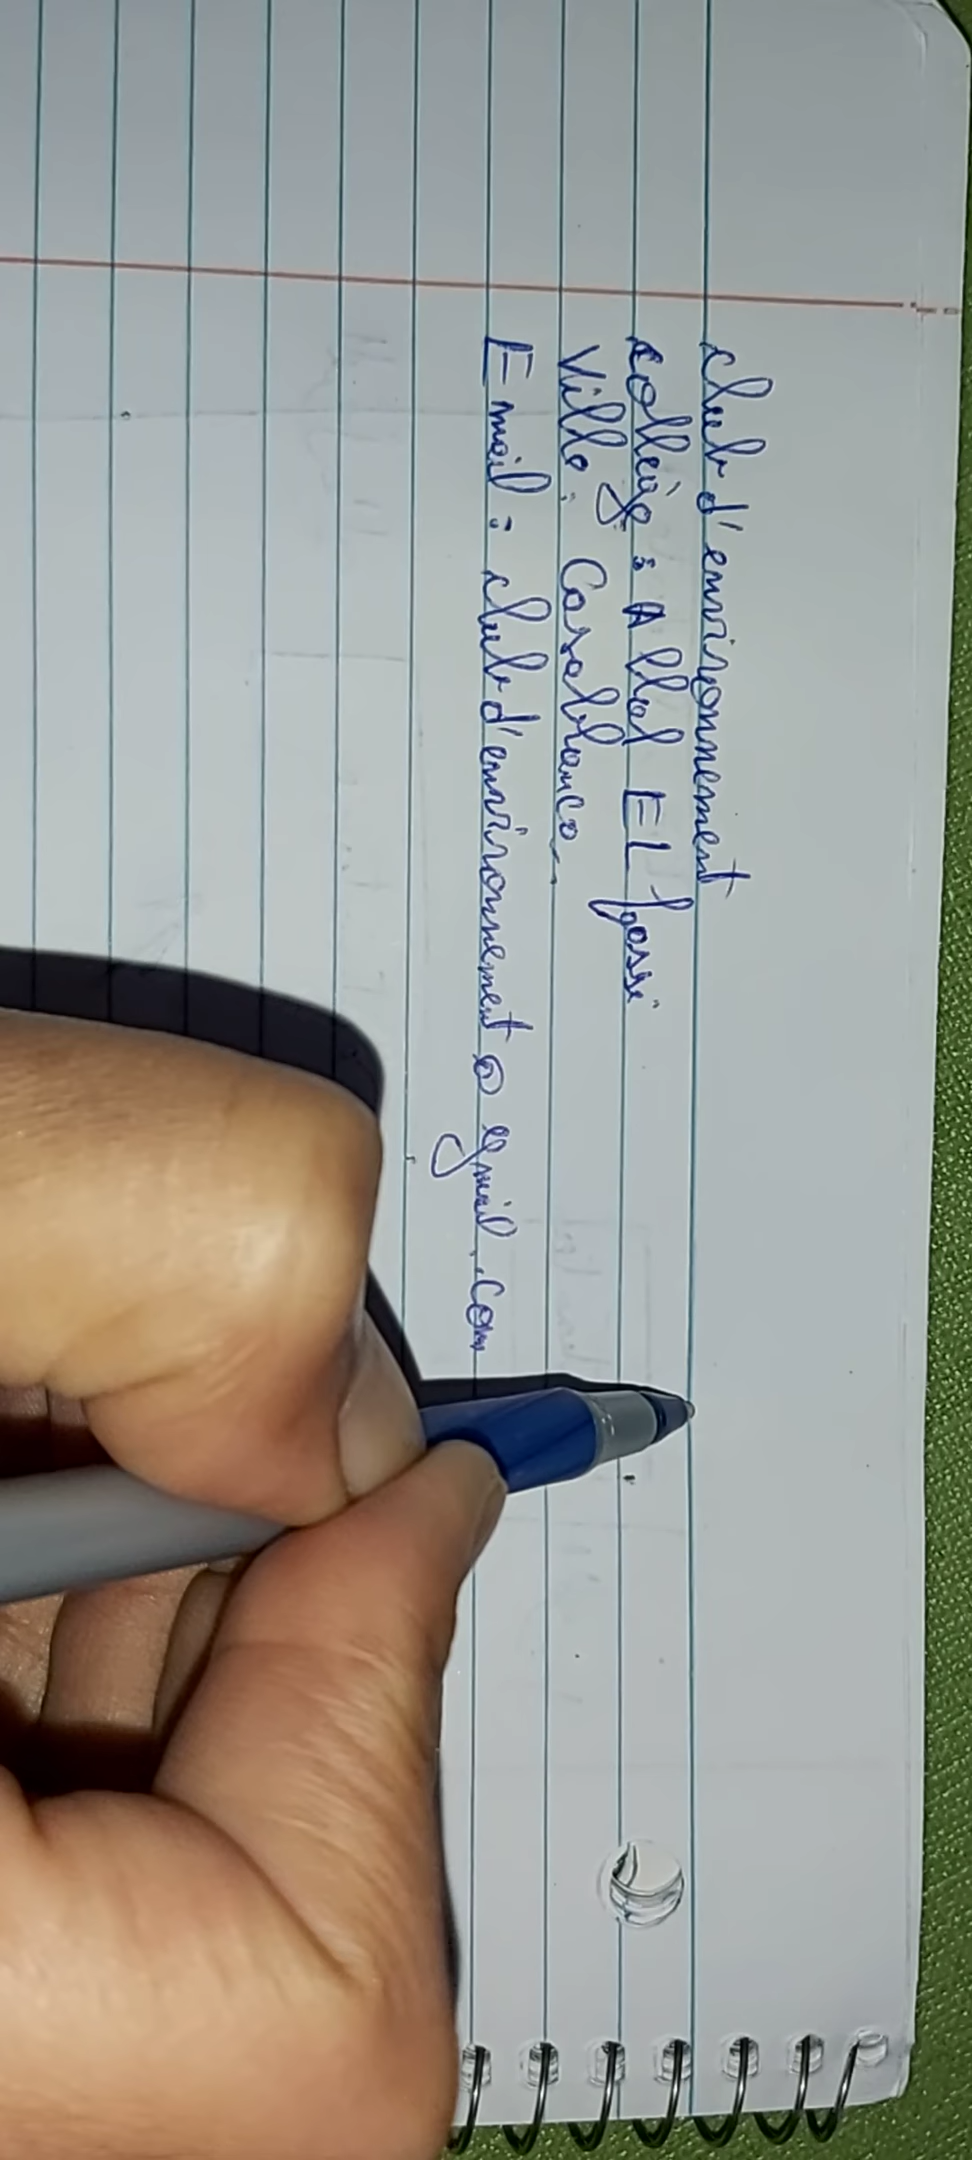 club d'environnement
collège : Allal EL fassi
Ville : Casablanca.
Email : club d'environnement@gmail.com